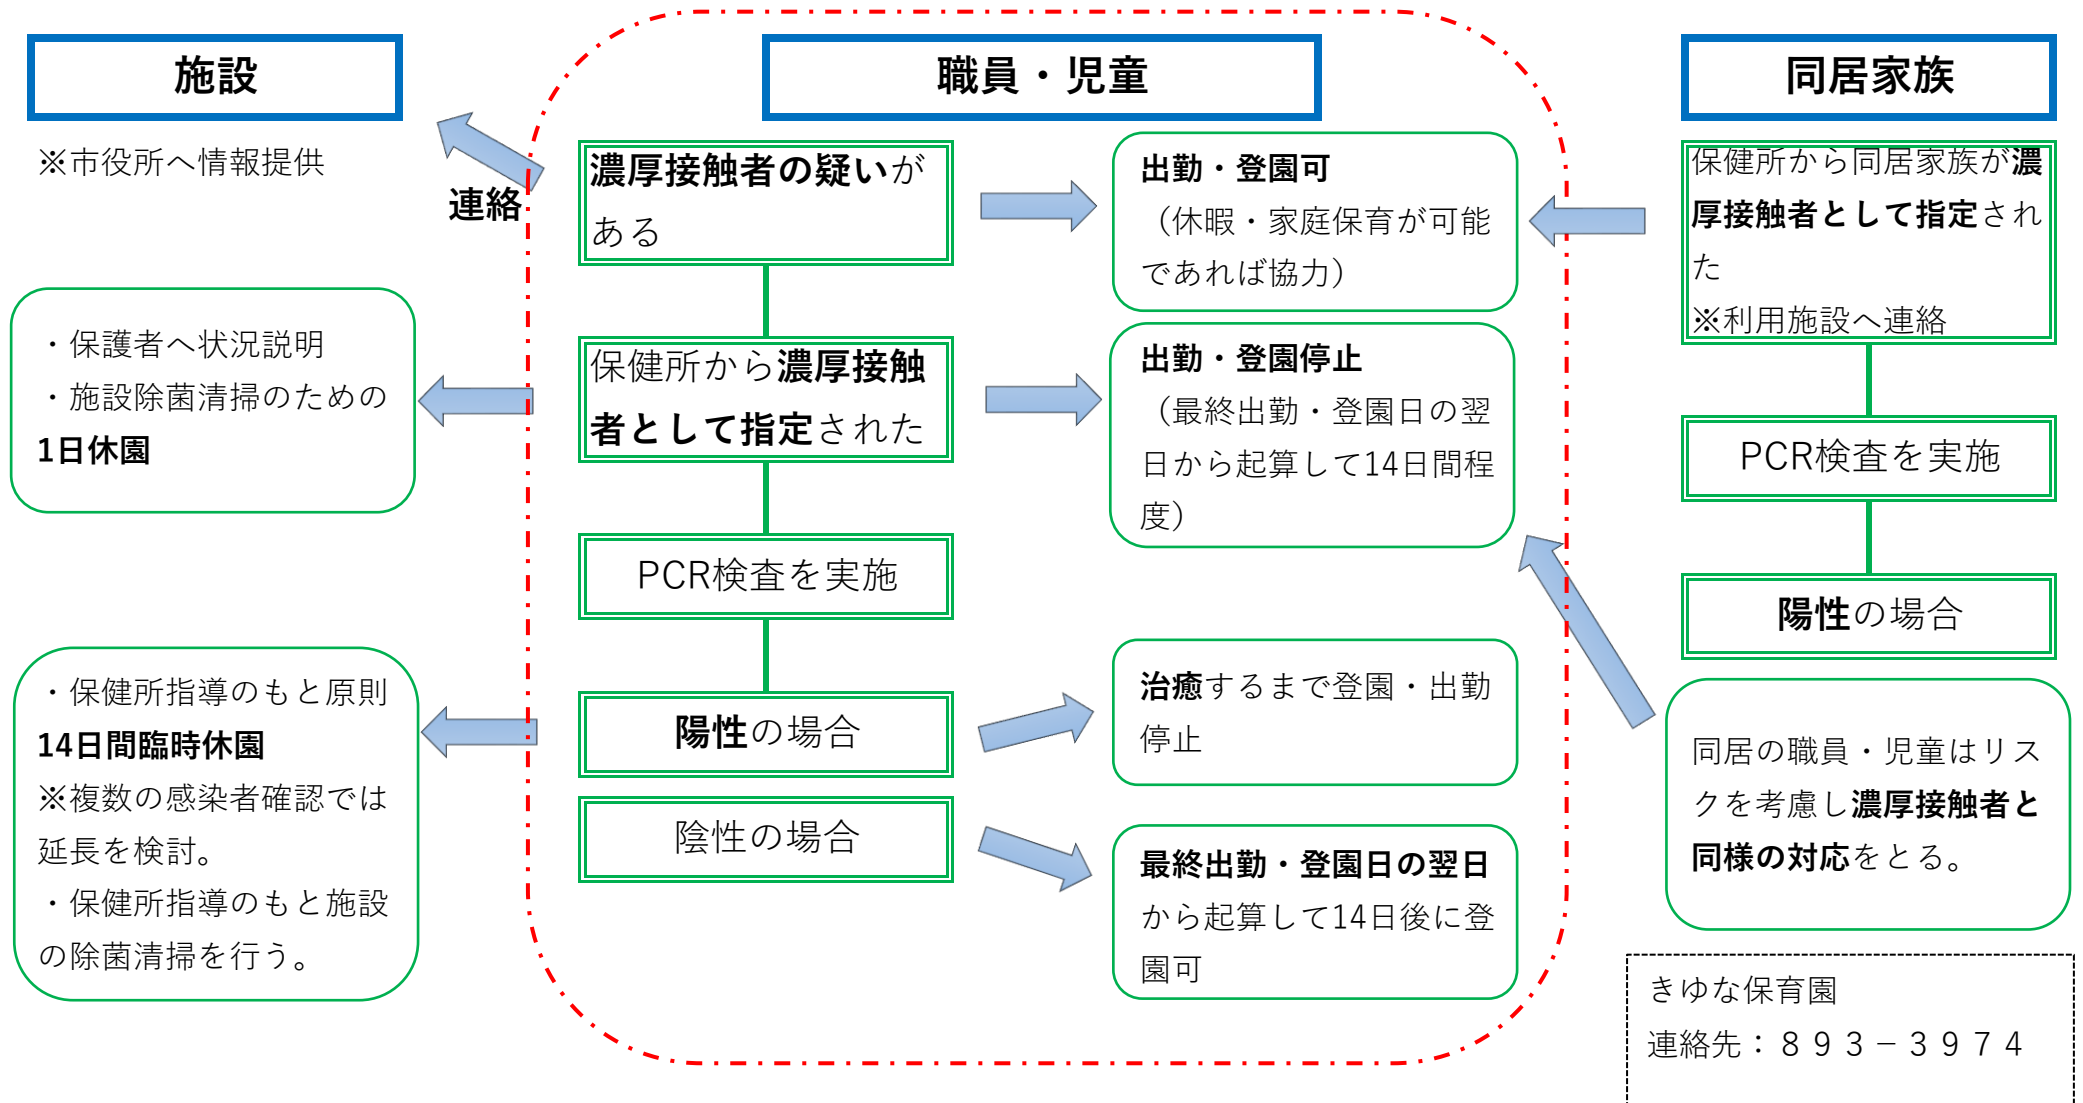 施設
※市役所へ情報提供
連絡
・保護者へ状況説明
・施設除菌清掃のための
1日休園
・保健所指導のもと原則
14日間臨時休園
※複数の感染者確認では
延長を検討。
・保健所指導のもと施設
の除菌清掃を行う。
職員・児童
濃厚接触者の疑いが
ある
保健所から濃厚接触
者として指定された
PCR検査を実施
陽性の場合
陰性の場合
出勤・登園可
（休暇・家庭保育が可能
であれば協力）
出勤・登園停止
（最終出勤・登園日の翌
日から起算して14日間程
度）
治癒するまで登園・出勤
停止
最終出勤・登園日の翌日
から起算して14日後に登
園可
同居家族
保健所から同居家族が濃
厚接触者として指定され
た
※利用施設へ連絡
PCR検査を実施
陽性の場合
同居の職員・児童はリス
クを考慮し濃厚接触者と
同様の対応をとる。
きゆな保育園
連絡先：８９３－３９７４